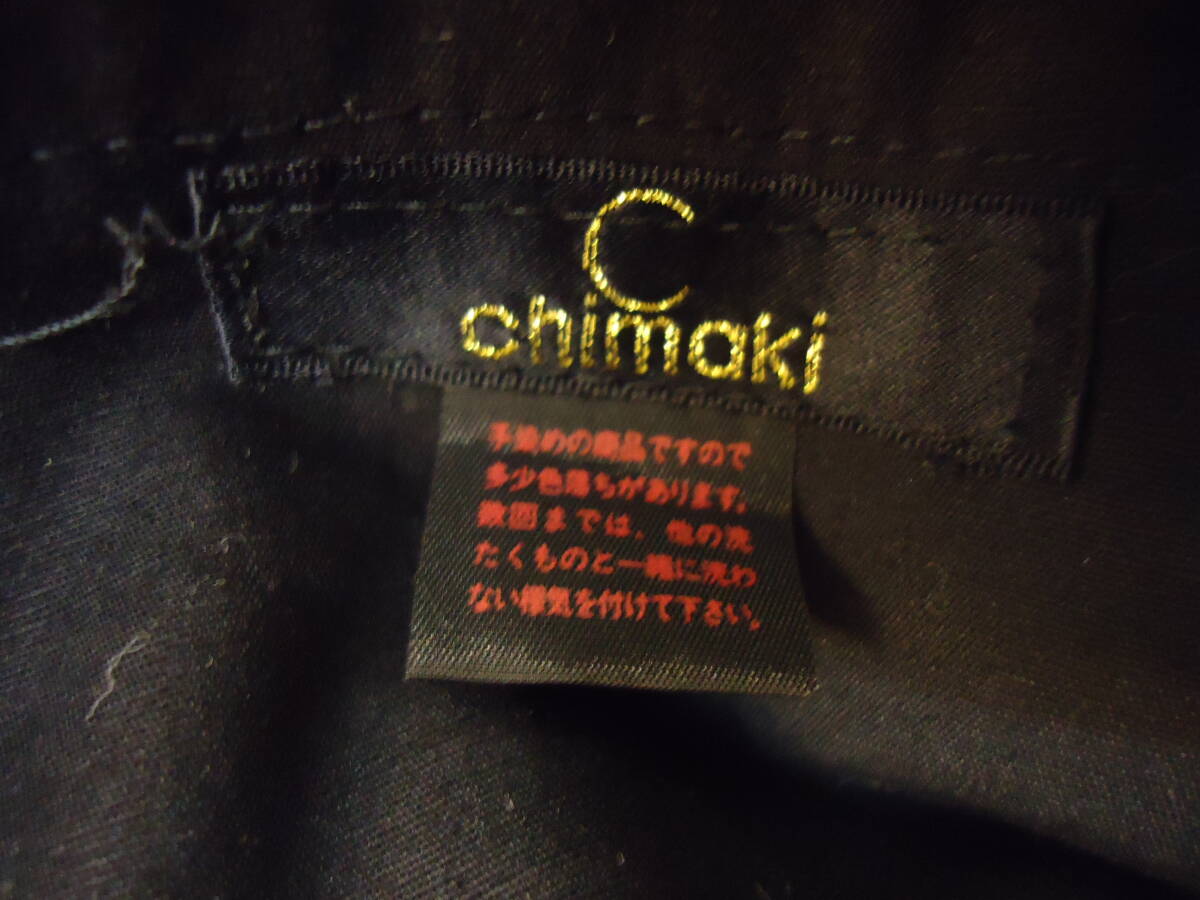 C
chimaki
手染めの商品ですので
多少色落ちがあります。
数回までは、他の洗
たくものと一緒に洗わ
ない様気を付けて下さい。